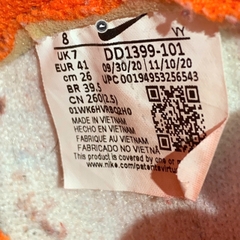 8 VY
UK 7 DD1399-101
EUR 41 09/30/20 11/10/20
cm 26 UPC 00194953256543
BR 39.5
CN 260(2.5)
MADE IN VIETNAM
HECHO EN VIETNAM
FABRICADO NO VIETNAM
FABRIQUÉ AU VIETNAM
This product is covered by one or
www.nike.com/patents